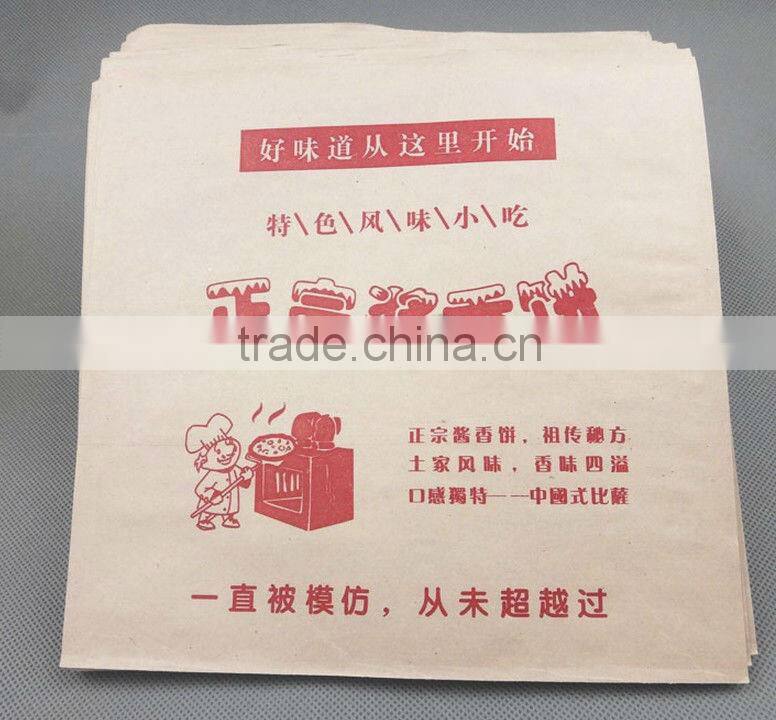 好味道从这里开始
特\色\风\味\小\吃
正宗
trade.china.cn
正宗酱香饼，祖传秘方
土家风味，香味四溢
口感獨特——中國式比薩
一直被模仿，从未超越过